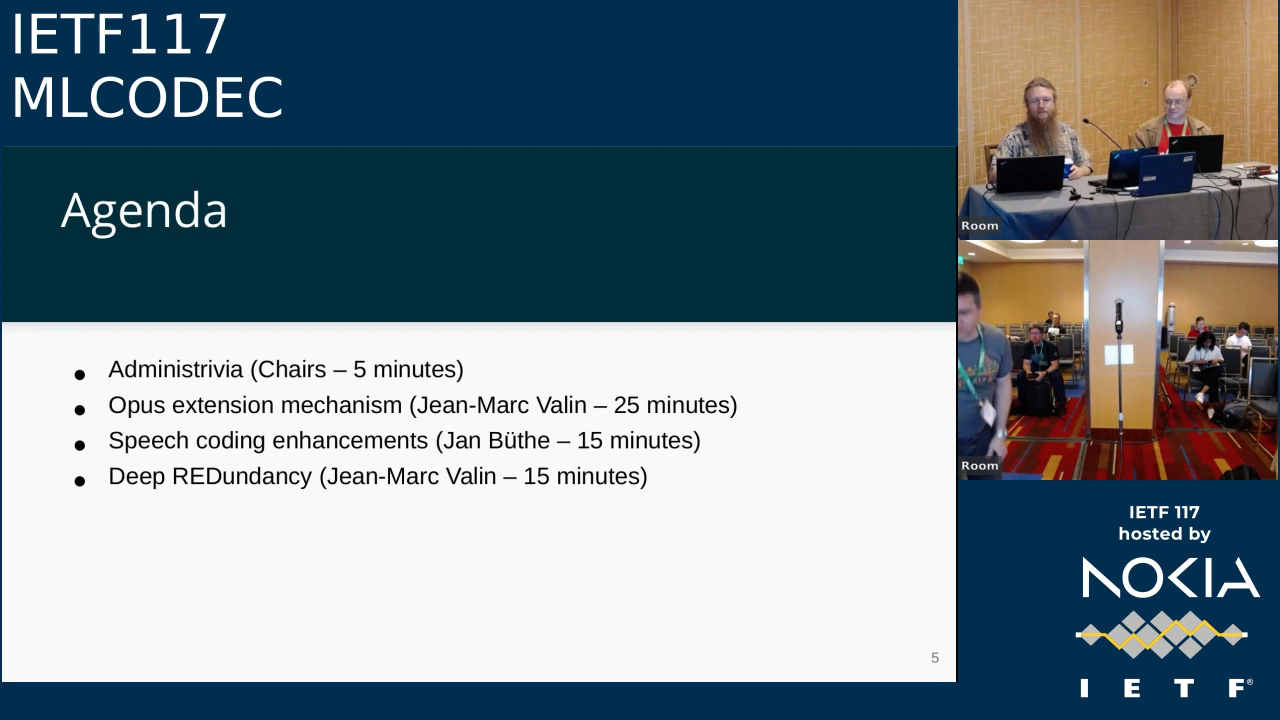 IETF117
MLCODEC
Agenda
● Administrivia (Chairs – 5 minutes)
● Opus extension mechanism (Jean-Marc Valin – 25 minutes)
● Speech coding enhancements (Jan Büthe – 15 minutes)
● Deep REDundancy (Jean-Marc Valin – 15 minutes)
5
Room
Room
IETF 117
hosted by
NOKIA
I E T F®